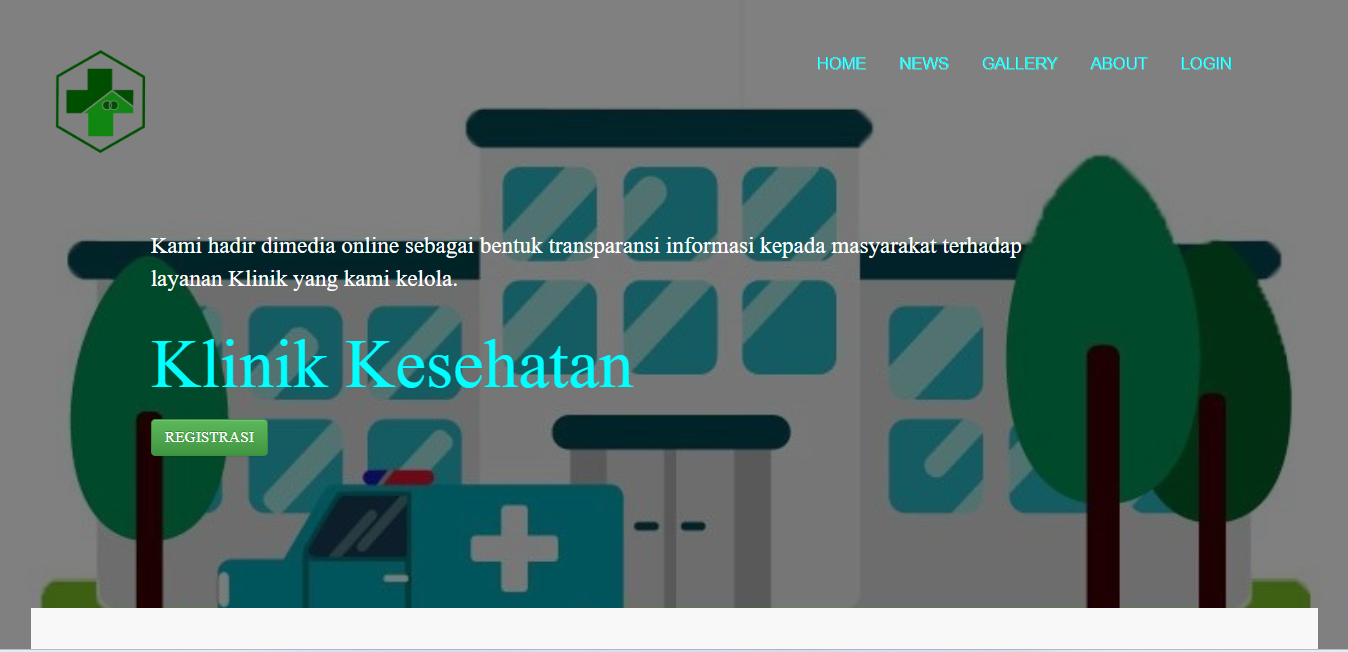 HOME NEWS GALLERY ABOUT LOGIN
Kami hadir dimedia online sebagai bentuk transparansi informasi kepada masyarakat terhadap
layanan Klinik yang kami kelola.
Klinik Kesehatan
REGISTRASI